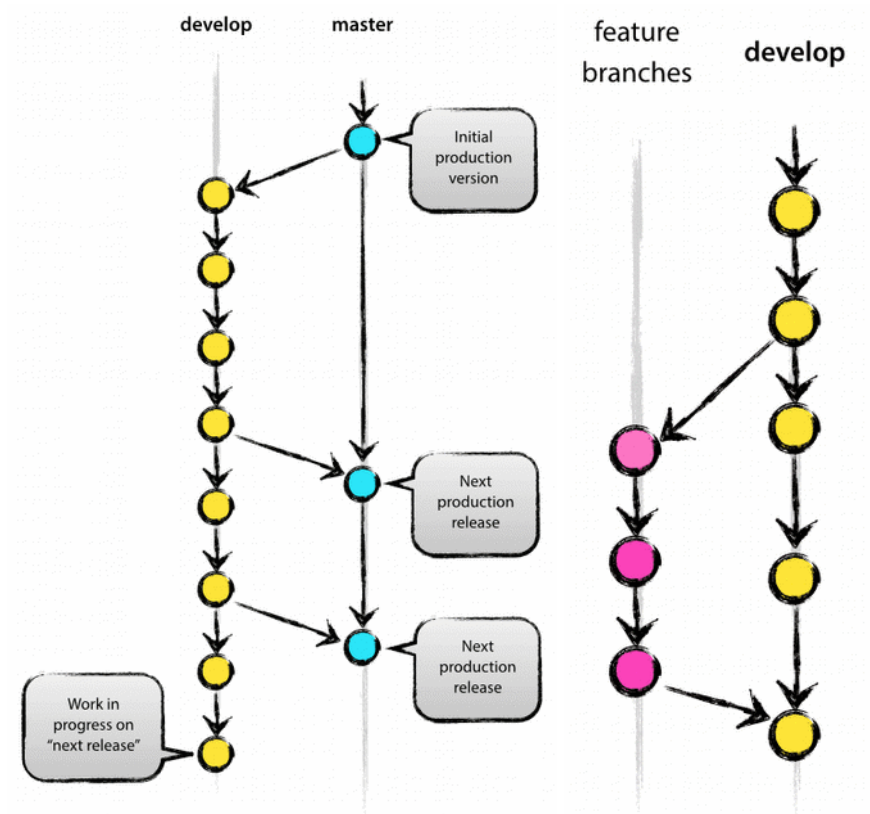 develop
master
Initial
production
version
Next
production
release
Next
production
release
Work in
progress on
“next release”
feature
branches
develop